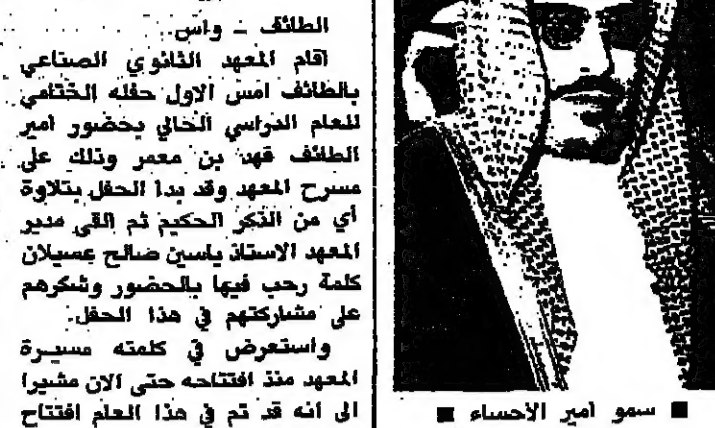 الطائف ـ واس.
اقام المعهد الثانوي الصناعي
بالطائف امس الاول حفله الختامي
للعام الدراسي الحالي بحضور امير
الطائف فهد بن معمر وذلك على
مسرح المعهد وقد بدا الحفل بتلاوة
أي من الذكر الحكيم ثم القى مدير
المعهد الاستاذ ياسين صالح عسيلان
كلمة رحب فيها بالحضور وشكرهم
على مشاركتهم في هذا الحفل.
واستعرض في كلمته مسيرة
المعهد منذ افتتاحه حتى الان مشيرا
الى انه قد تم في هذا العام افتتاح
■ سمو امير الأحساء ■